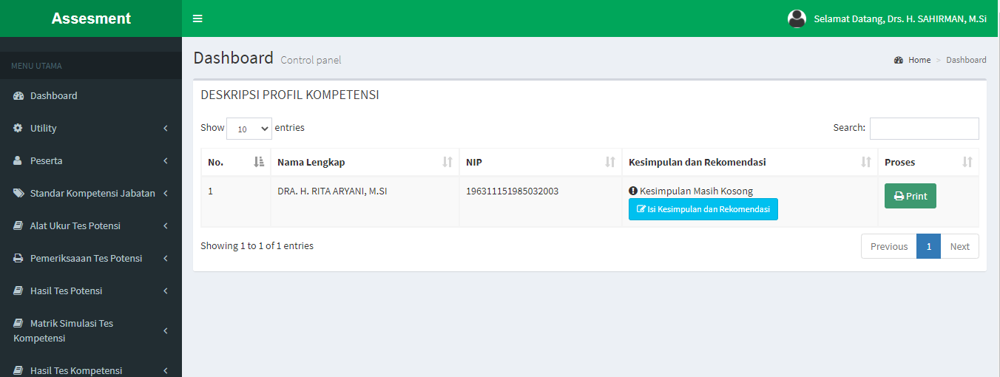 Assesment
Selamat Datang, Drs. H. SAHIRMAN, M.Si
MENU UTAMA
Dashboard
Utility
Peserta
Standar Kompetensi Jabatan
Alat Ukur Tes Potensi
Pemeriksaaan Tes Potensi
Hasil Tes Potensi
Matrik Simulasi Tes
Kompetensi
Hasil Tes Kompetensi
Dashboard Control panel
Home > Dashboard
DESKRIPSI PROFIL KOMPETENSI
Show 10 entries
Search:
No. Nama Lengkap NIP Kesimpulan dan Rekomendasi Proses
1 DRA. H. RITA ARYANI, M.SI 196311151985032003 Kesimpulan Masih Kosong Print
Isi Kesimpulan dan Rekomendasi
Showing 1 to 1 of 1 entries
Previous 1 Next